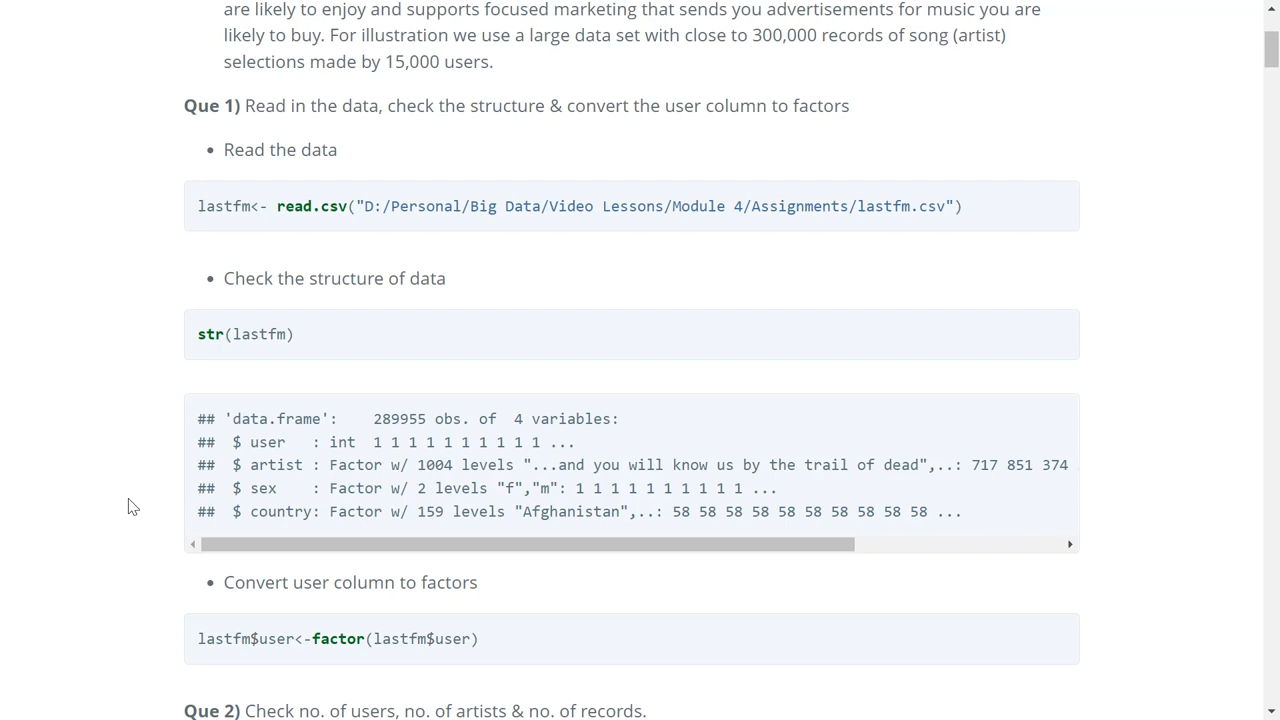 are likely to enjoy and supports focused marketing that sends you advertisements for music you are
likely to buy. For illustration we use a large data set with close to 300,000 records of song (artist)
selections made by 15,000 users.
Que 1) Read in the data, check the structure & convert the user column to factors
• Read the data
lastfm<- read.csv("D:/Personal/Big Data/Video Lessons/Module 4/Assignments/lastfm.csv")
• Check the structure of data
str(lastfm)
## 'data.frame':    289955 obs. of  4 variables:
##  $ user   : int  1 1 1 1 1 1 1 1 1 1 ...
##  $ artist : Factor w/ 1004 levels "...and you will know us by the trail of dead",..: 717 851 374
##  $ sex    : Factor w/ 2 levels "f","m": 1 1 1 1 1 1 1 1 1 1 ...
##  $ country: Factor w/ 159 levels "Afghanistan",..: 58 58 58 58 58 58 58 58 58 58 ...
• Convert user column to factors
lastfm$user<-factor(lastfm$user)
Que 2) Check no. of users, no. of artists & no. of records.